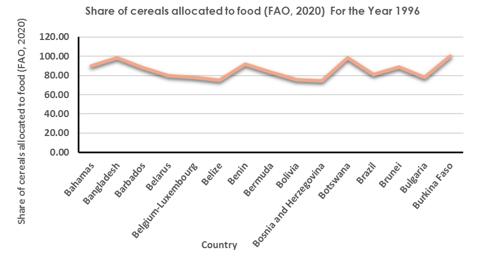 Share of cereals allocated to food (FAO, 2020)  For the Year 1996
Share of cereals allocated to food (FAO, 2020)
120.00
100.00
80.00
60.00
40.00
20.00
0.00
Bahamas
Bangladesh
Barbados
Belarus
Belgium-Luxembourg
Belize
Benin
Bermuda
Bolivia
Bosnia and Herzegovina
Botswana
Brazil
Brunei
Bulgaria
Burkina Faso
Country